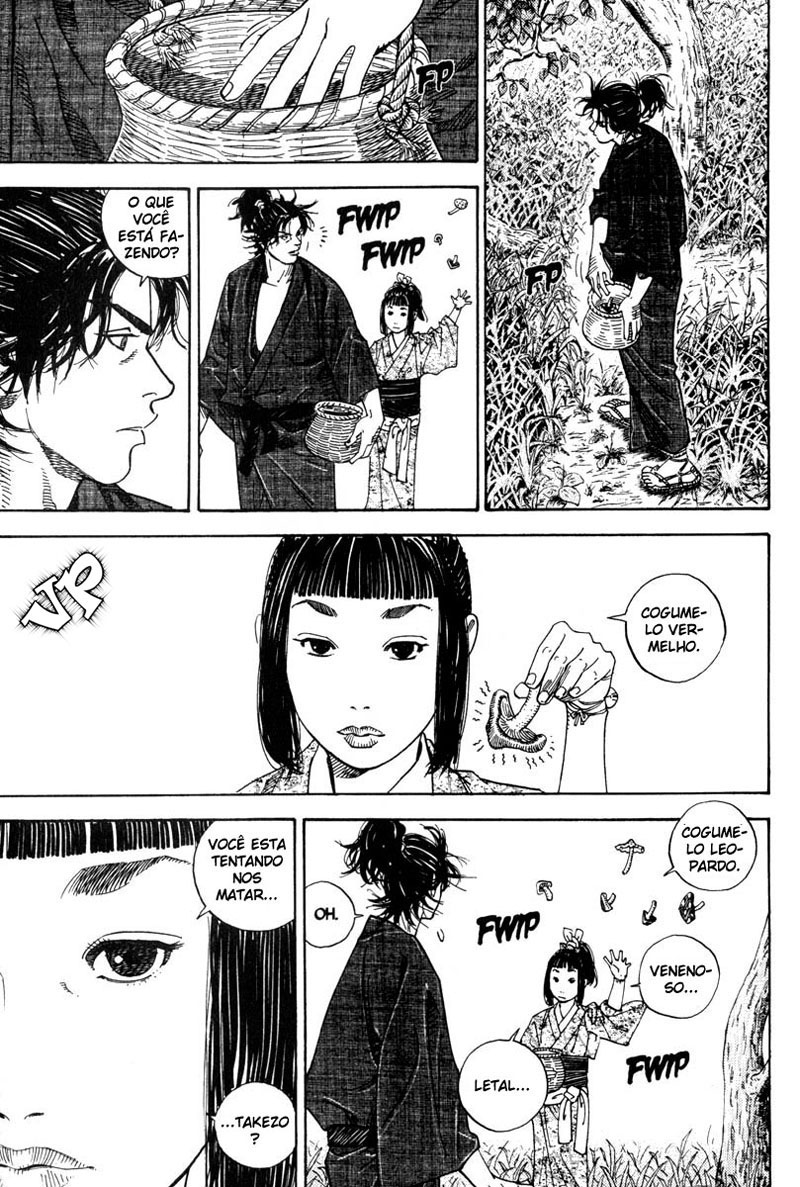 FP
FP
FWIP
FWIP
O QUE
VOCÊ
ESTÁ FA-
ZENDO?
COGUME-
LO VER-
MELHO.
VP
COGUME-
LO LEO-
PARDO.
VENENO-
SO...
LETAL...
FWIP
FWIP
OH.
VOCÊ ESTA
TENTANDO
NOS
MATAR...
...TAKEZO
?